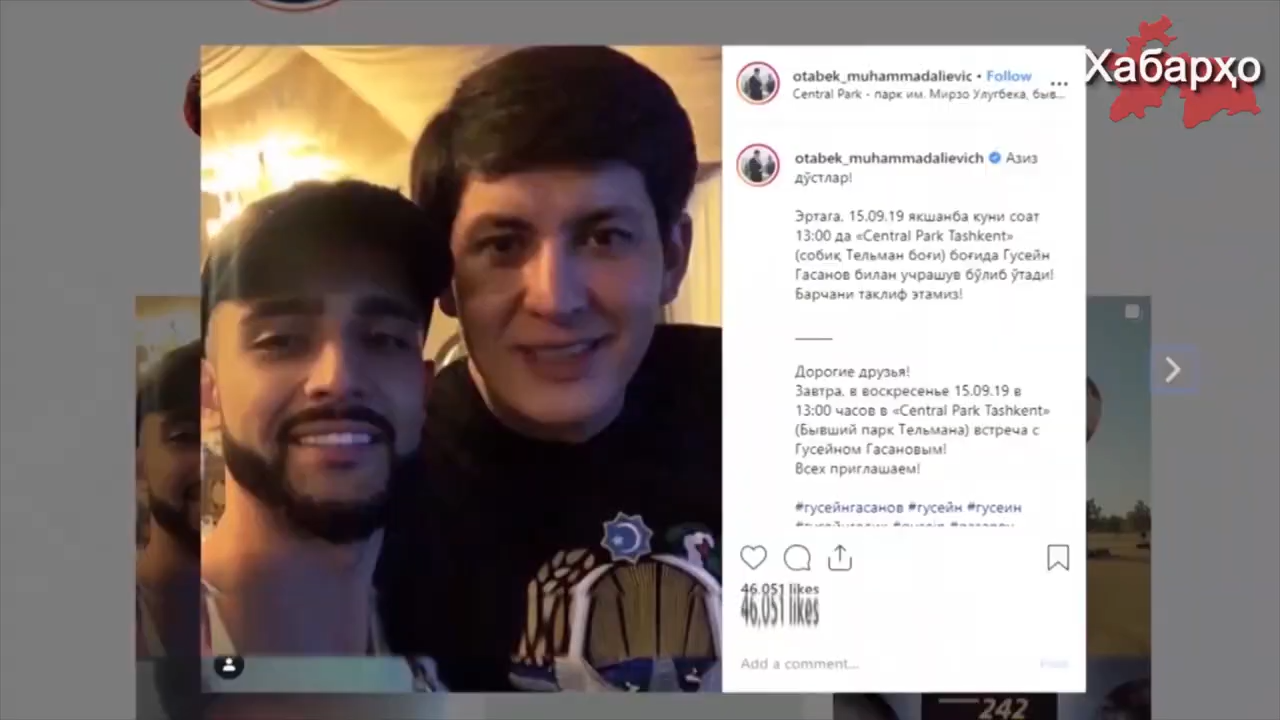 Хабарҳо
otabek_muhammadalievic • Follow
Central Park - парк им. Мирзо Улугбека, быв...
otabek_muhammadalievich Азиз
дўстлар!
Эртага, 15.09.19 якшанба куни соат
13:00 да «Central Park Tashkent»
(собиқ Тельман боғи) боғида Гусейн
Гасанов билан учрашув бўлиб ўтади!
Барчани таклиф этамиз!
Дорогие друзья!
Завтра, в воскресенье 15.09.19 в
13:00 часов в «Central Park Tashkent»
(Бывший парк Тельмана) встреча с
Гусейном Гасановым!
Всех приглашаем!
#гусейнгасанов #гусейн #гусеин
46,051 likes
46,051 likes
Add a comment...
Post
242